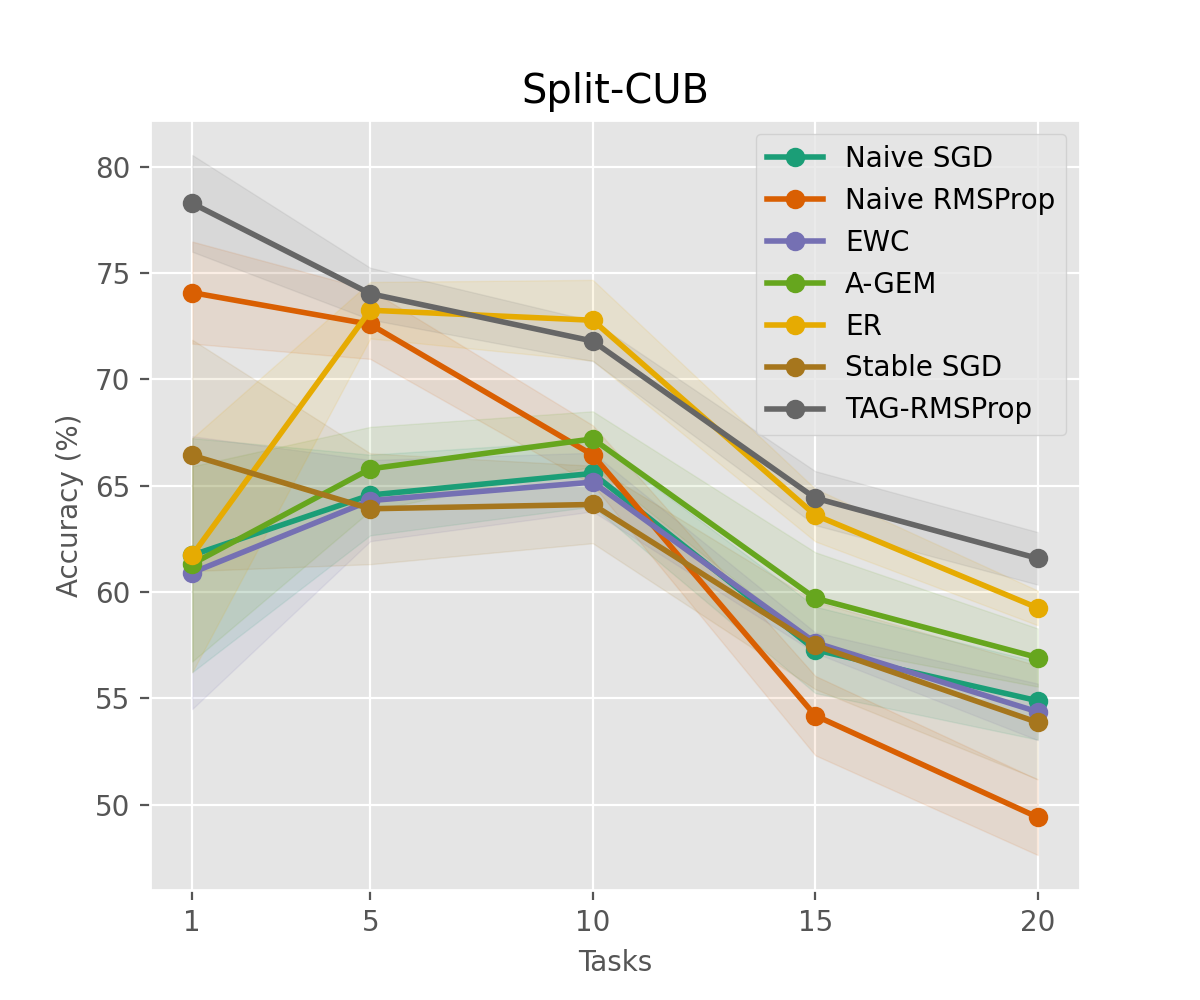 Split-CUB
Accuracy (%)
80
75
70
65
60
55
50
Naive SGD
Naive RMSProp
EWC
A-GEM
ER
Stable SGD
TAG-RMSProp
1 5 10 15 20
Tasks